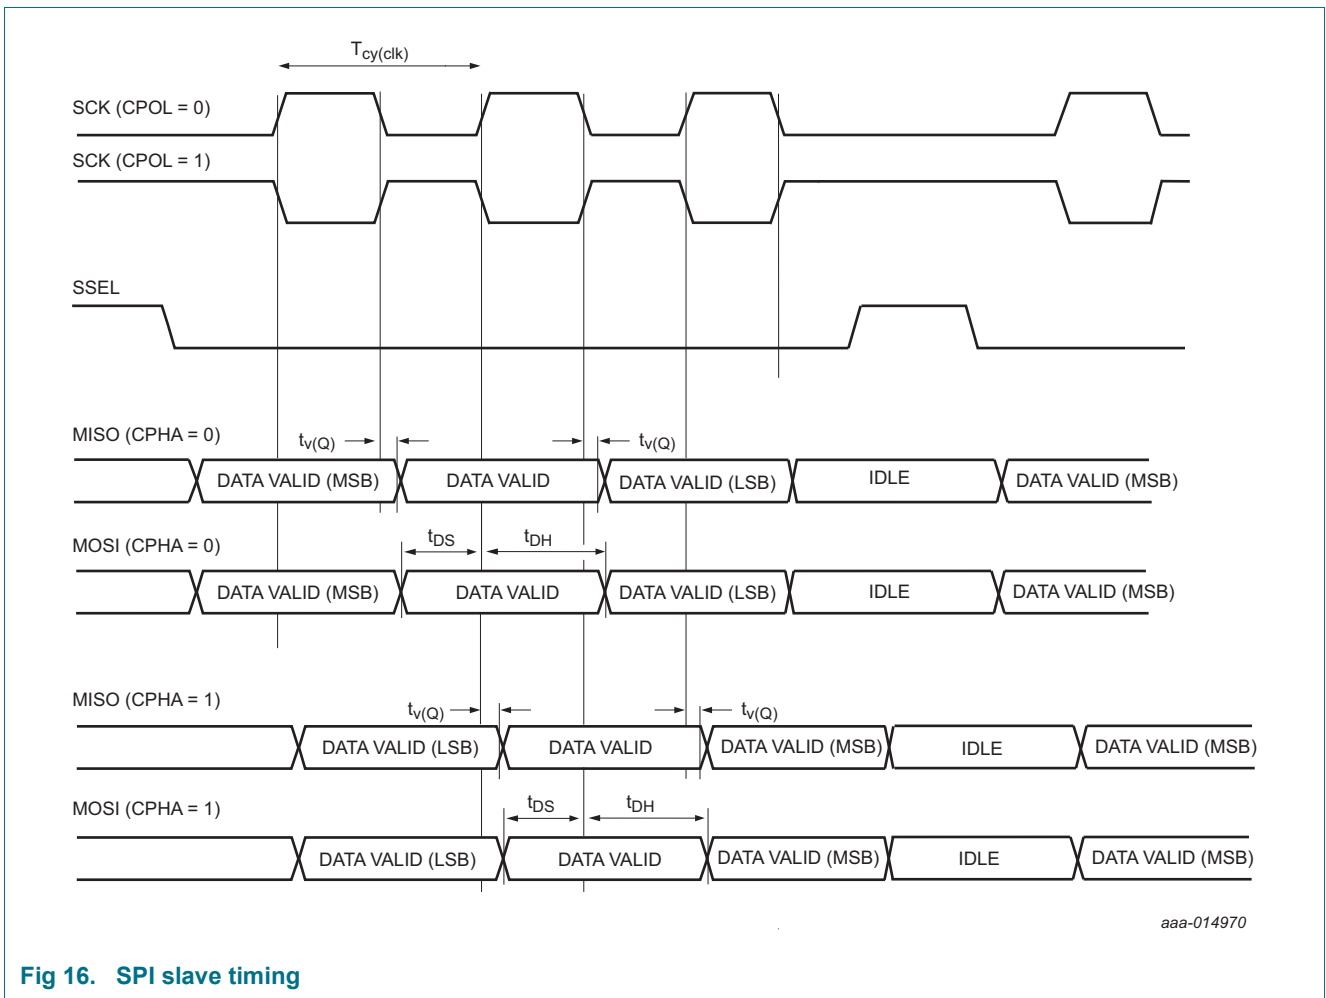 Tcy(clk)
SCK (CPOL = 0)
SCK (CPOL = 1)
SSEL
MISO (CPHA = 0)
tv(Q) tv(Q)
DATA VALID (MSB) DATA VALID DATA VALID (LSB) IDLE DATA VALID (MSB)
MOSI (CPHA = 0)
tDS tDH
DATA VALID (MSB) DATA VALID DATA VALID (LSB) IDLE DATA VALID (MSB)
MISO (CPHA = 1)
tv(Q) tv(Q)
DATA VALID (LSB) DATA VALID DATA VALID (MSB) IDLE DATA VALID (MSB)
MOSI (CPHA = 1)
tDS tDH
DATA VALID (LSB) DATA VALID DATA VALID (MSB) IDLE DATA VALID (MSB)
aaa-014970
Fig 16. SPI slave timing